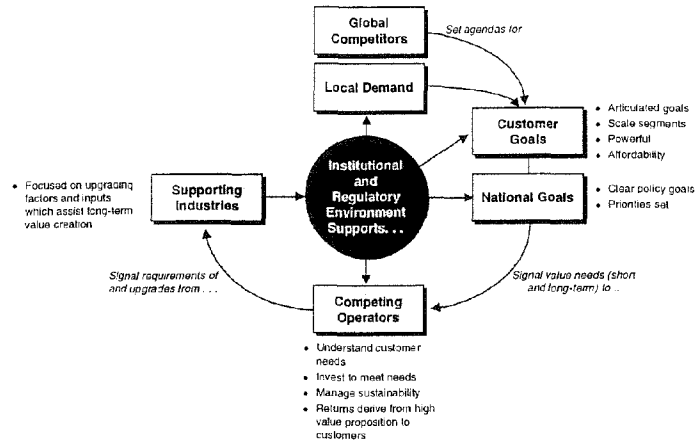 Global
Competitors
Set agendas for
Local Demand
Customer
Goals
• Articulated goals
• Scale segments
• Powerful
• Affordability
Institutional
and
Regulatory
Environment
Supports. . .
• Focused on upgrading
factors and inputs
which assist long-term
value creation
Supporting
Industries
National Goals
• Clear policy goals
• Priorities set
Signal requirements of
and upgrades from . . .
Signal value needs (short
and long-term) to ..
Competing
Operators
• Understand customer
needs
• Invest to meet needs
• Manage sustainability
• Returns derive from high
value proposition to
customers